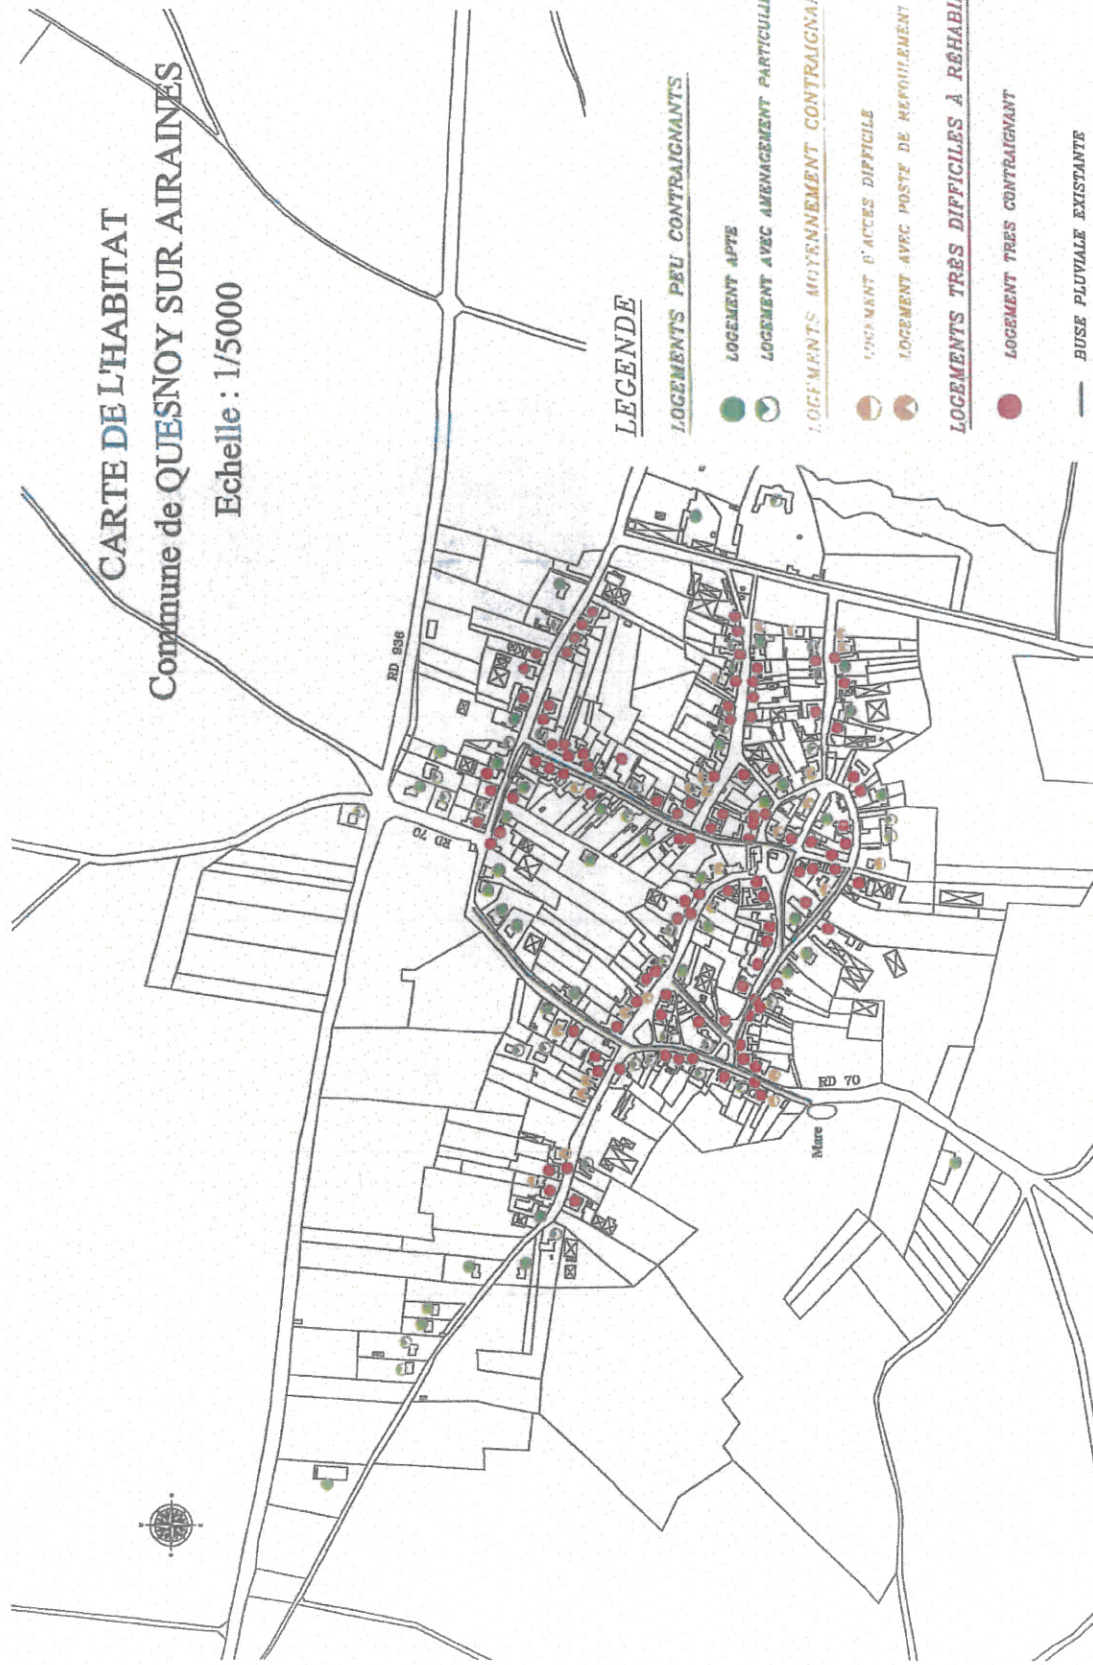 CARTE DE L'HABITAT
Commune de QUESNOY SUR AIRAINES
Echelle : 1/5000
LEGENDE
LOGEMENTS PEU CONTRAIGNANTS
LOGEMENT APTE
LOGEMENT AVEC AMENAGEMENT
LOGEMENTS MOYENNEMENT
LOGEMENT D'ACCES DIFFICILE
LOGEMENT AVEC POSTE DE REFOULEMENT
LOGEMENTS TRÈS DIFFICILES À
LOGEMENT TRES CONTRAIGNANT
BUSE PLUVIALE EXISTANTE
RD 936
RD 70
RD 70
Mare